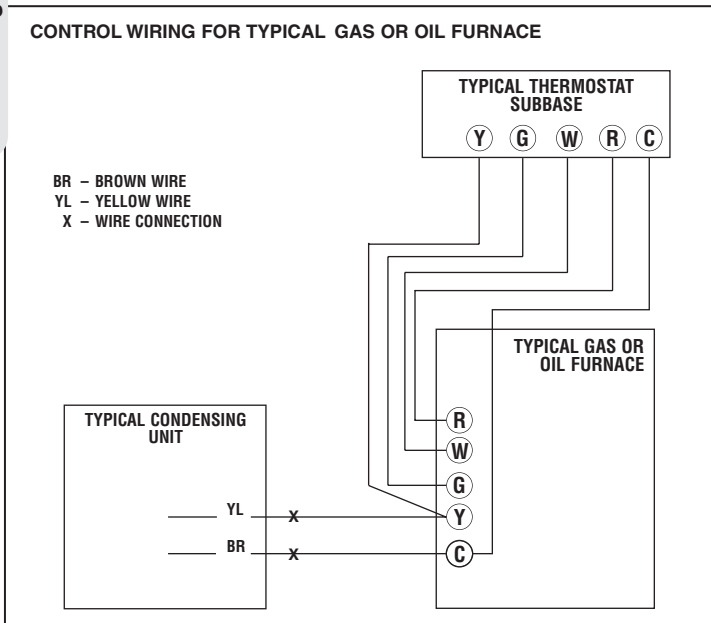 CONTROL WIRING FOR TYPICAL GAS OR OIL FURNACE
TYPICAL THERMOSTAT
SUBBASE
Y G W R C
BR – BROWN WIRE
YL – YELLOW WIRE
X – WIRE CONNECTION
TYPICAL GAS OR
OIL FURNACE
TYPICAL CONDENSING
UNIT
R
W
G
YL X Y
BR X C